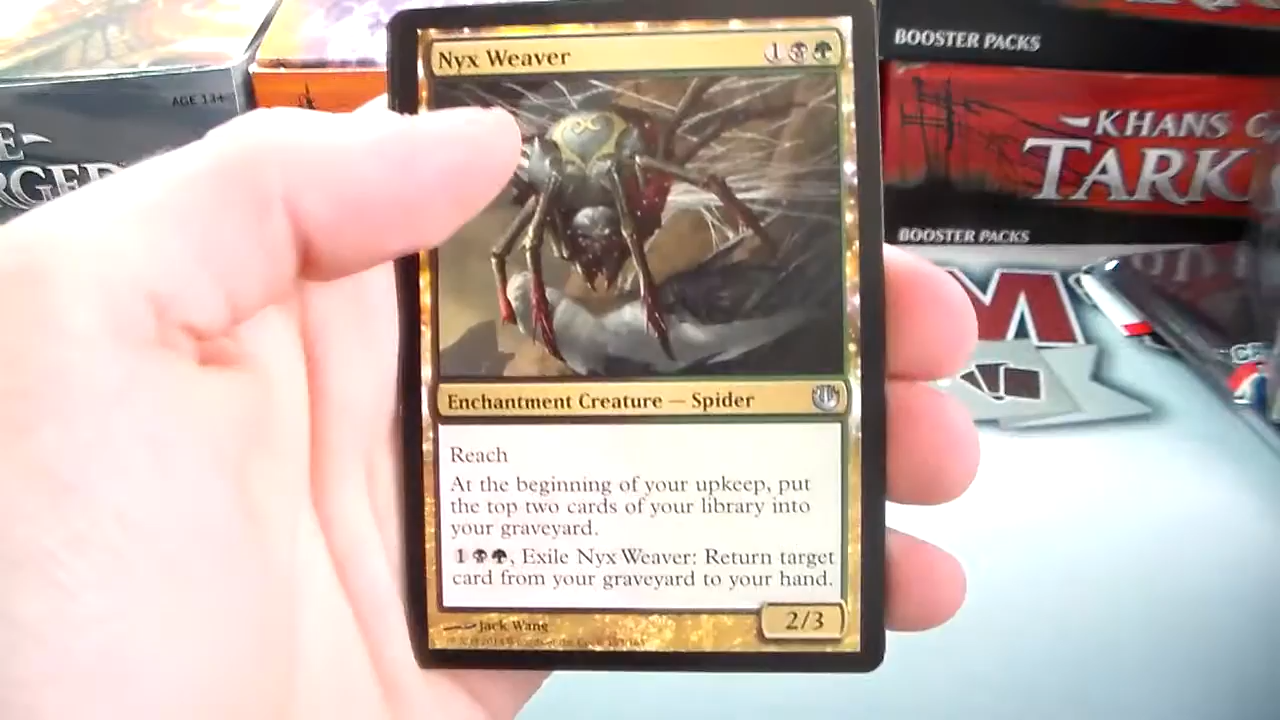 Nyx Weaver 1
Enchantment Creature — Spider
Reach
At the beginning of your upkeep, put
the top two cards of your library into
your graveyard.
1, Exile Nyx Weaver: Return target
card from your graveyard to your hand.
2/3
Jack Wang
AGE 13+
BOOSTER PACKS
KHANS
TARK
BOOSTER PACKS
M